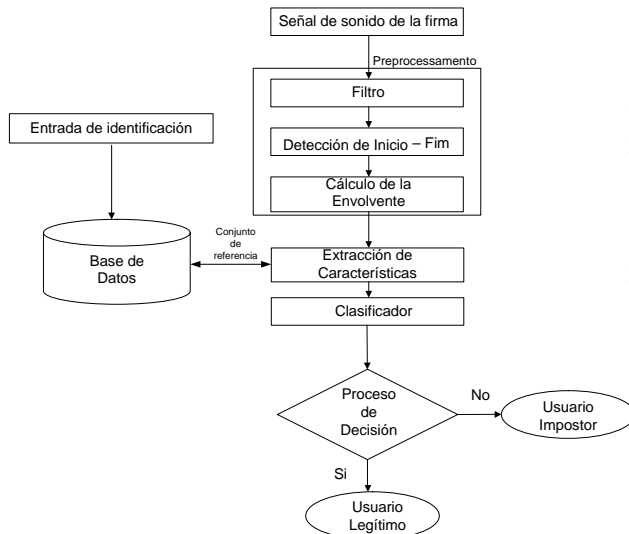 Señal de sonido de la firma
Preprocessamento
Filtro
Entrada de identificación
Detección de Inicio – Fim
Cálculo de la
Envolvente
Conjunto
de
referencia
Base de
Datos
Extracción de
Características
Clasificador
Proceso
de
Decisión
No
Usuario
Impostor
Si
Usuario
Legítimo